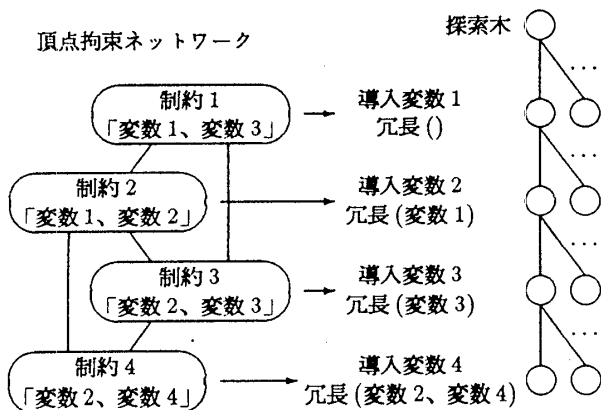 頂点拘束ネットワーク
探索木
制約 1
「変数 1、変数 3」
導入変数 1
冗長 ()
制約 2
「変数 1、変数 2」
導入変数 2
冗長 (変数 1)
制約 3
「変数 2、変数 3」
導入変数 3
冗長 (変数 3)
制約 4
「変数 2、変数 4」
導入変数 4
冗長 (変数 2、変数 4)
...
...
...
...